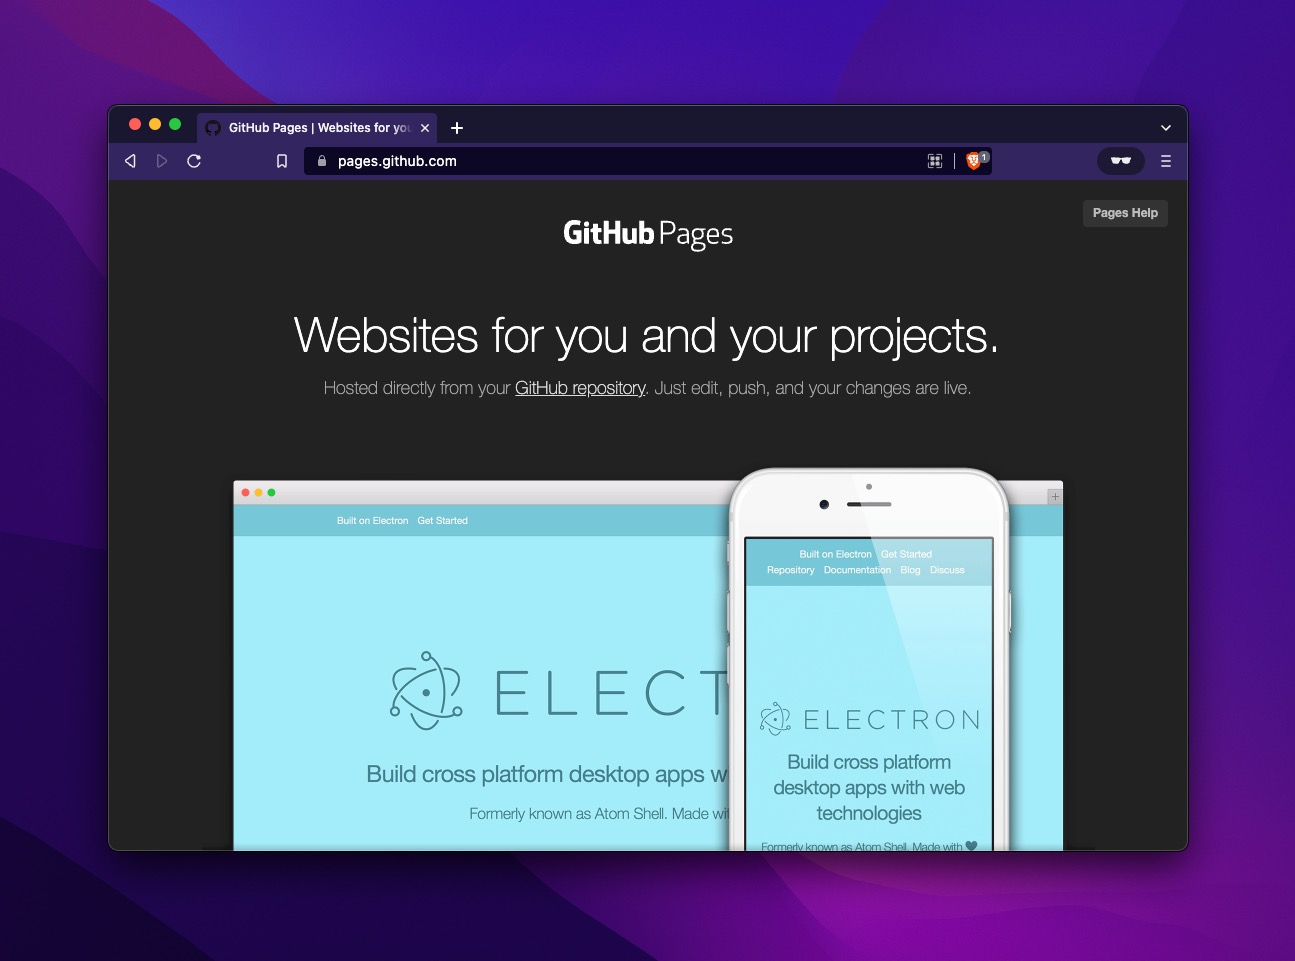 GitHub Pages | Websites for you
pages.github.com
1
Pages Help
GitHub Pages
Websites for you and your projects.
Hosted directly from your GitHub repository. Just edit, push, and your changes are live.
Built on Electron Get Started
ELECT
Build cross platform desktop apps w
Formerly known as Atom Shell. Made wi
Built on Electron Get Started
Repository Documentation Blog Discuss
ELECTRON
Build cross platform
desktop apps with web
technologies
Formerly known as Atom Shell. Made with ♥